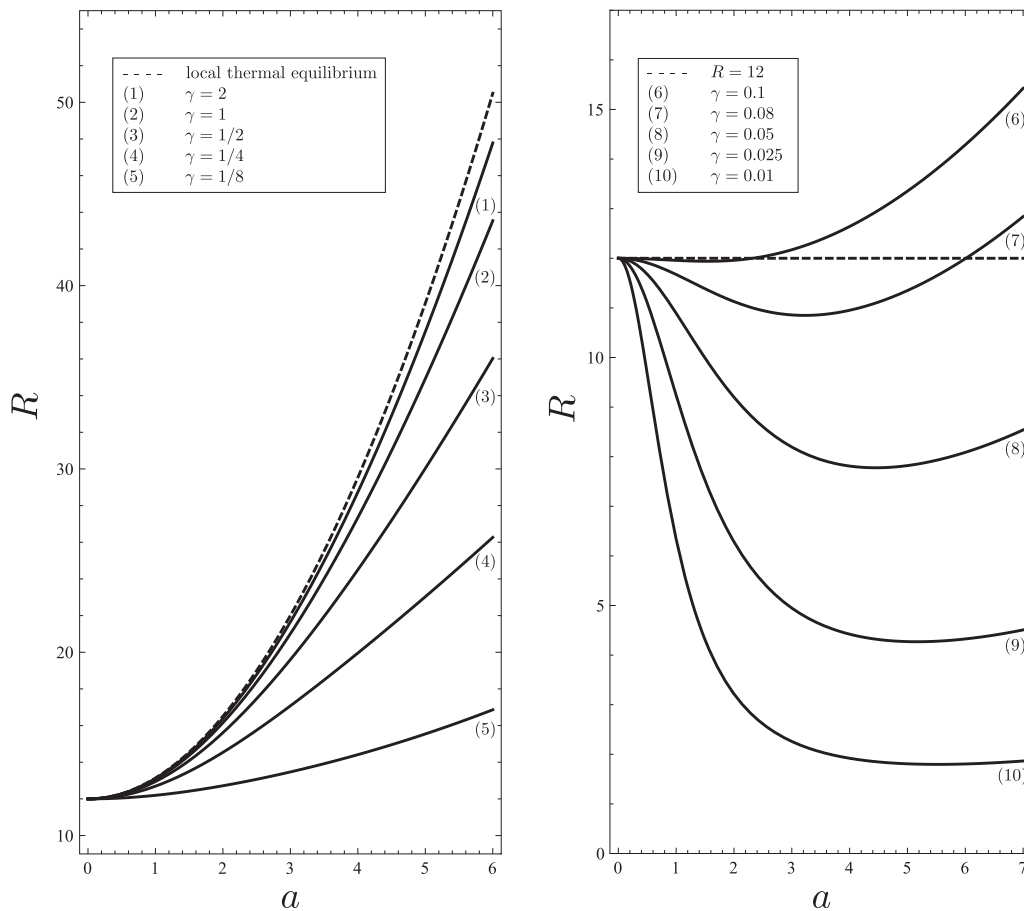 local thermal equilibrium
(1) γ = 2
(2) γ = 1
(3) γ = 1/2
(4) γ = 1/4
(5) γ = 1/8
50
40
30
20
10
R
(1)
(2)
(3)
(4)
(5)
0 1 2 3 4 5 6
a
R = 12
(6) γ = 0.1
(7) γ = 0.08
(8) γ = 0.05
(9) γ = 0.025
(10) γ = 0.01
15
10
5
0
R
(6)
(7)
(8)
(9)
(10)
0 1 2 3 4 5 6 7
a